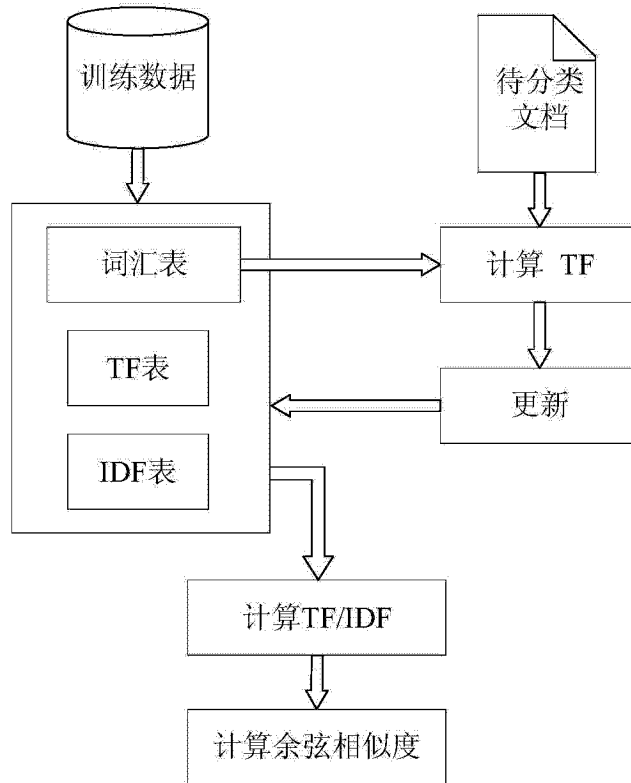 训练数据
待分类
文档
词汇表
计算 TF
TF表
更新
IDF表
计算TF/IDF
计算余弦相似度